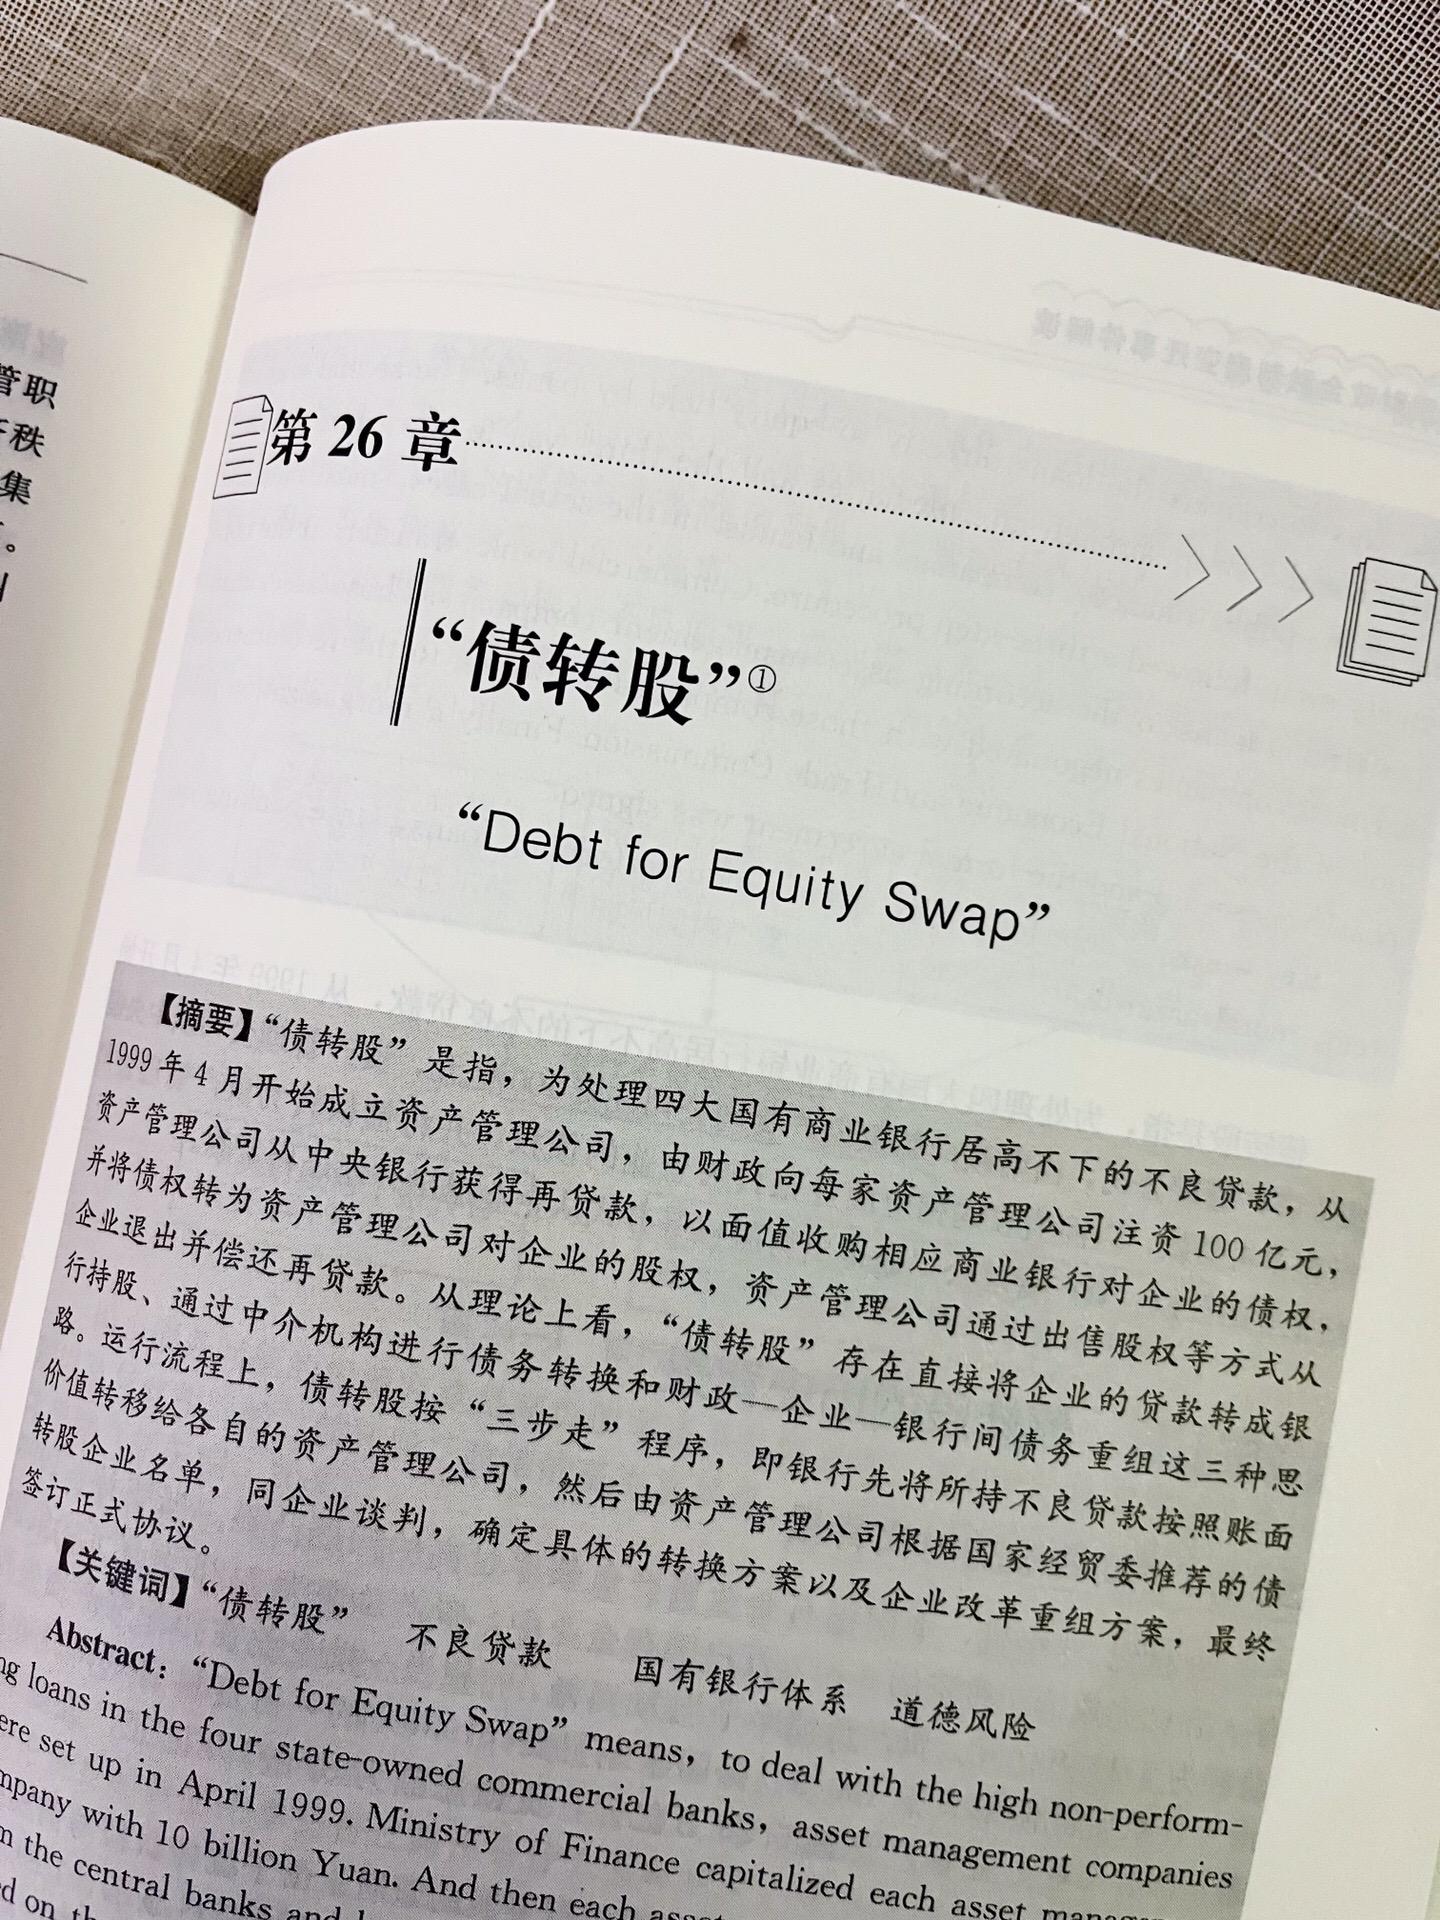 管职
秩
集
。
第 26 章
“债转股”①
“Debt for Equity Swap”
【摘要】“债转股”是指，为处理四大国有商业银行居高不下的不良贷款，从
1999 年 4 月开始成立资产管理公司，由财政向每家资产管理公司注资 100 亿元，
资产管理公司从中央银行获得再贷款，以面值收购相应商业银行对企业的债权，
并将债权转为资产管理公司对企业的股权，资产管理公司通过出售股权等方式从
企业退出并偿还再贷款。从理论上看，“债转股”存在直接将企业的贷款转成银
行持股、通过中介机构进行债务转换和财政—企业—银行间债务重组这三种思
路。运行流程上，债转股按“三步走”程序，即银行先将所持不良贷款按照账面
价值转移给各自的资产管理公司，然后由资产管理公司根据国家经贸委推荐的债
转股企业名单，同企业谈判，确定具体的转换方案以及企业改革重组方案，最终
签订正式协议。
【关键词】“债转股” 不良贷款 国有银行体系 道德风险
Abstract: “Debt for Equity Swap” means, to deal with the high non-perform-
ng loans in the four state-owned commercial banks, asset management companies
ere set up in April 1999. Ministry of Finance capitalized each asset
mpany with 10 billion Yuan. And then each
the central banks and
on